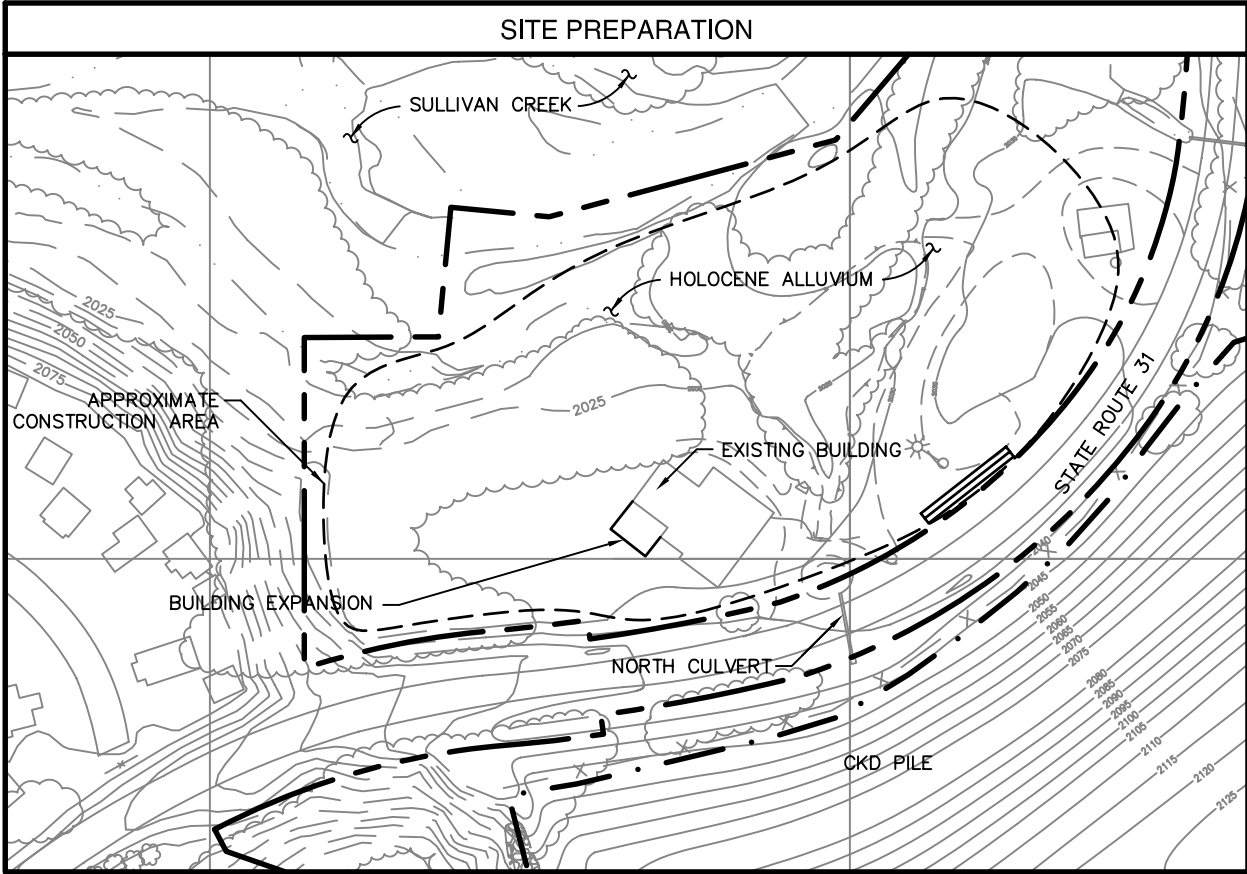 SITE PREPARATION
SULLIVAN CREEK
HOLOCENE ALLUVIUM
2025
2050
2075
APPROXIMATE
CONSTRUCTION AREA
2025
EXISTING BUILDING
STATE ROUTE 31
BUILDING EXPANSION
NORTH CULVERT
CKD PILE
2040
2045
2050
2055
2060
2065
2070
2075
2080
2085
2090
2095
2100
2105
2110
2115
2120
2125